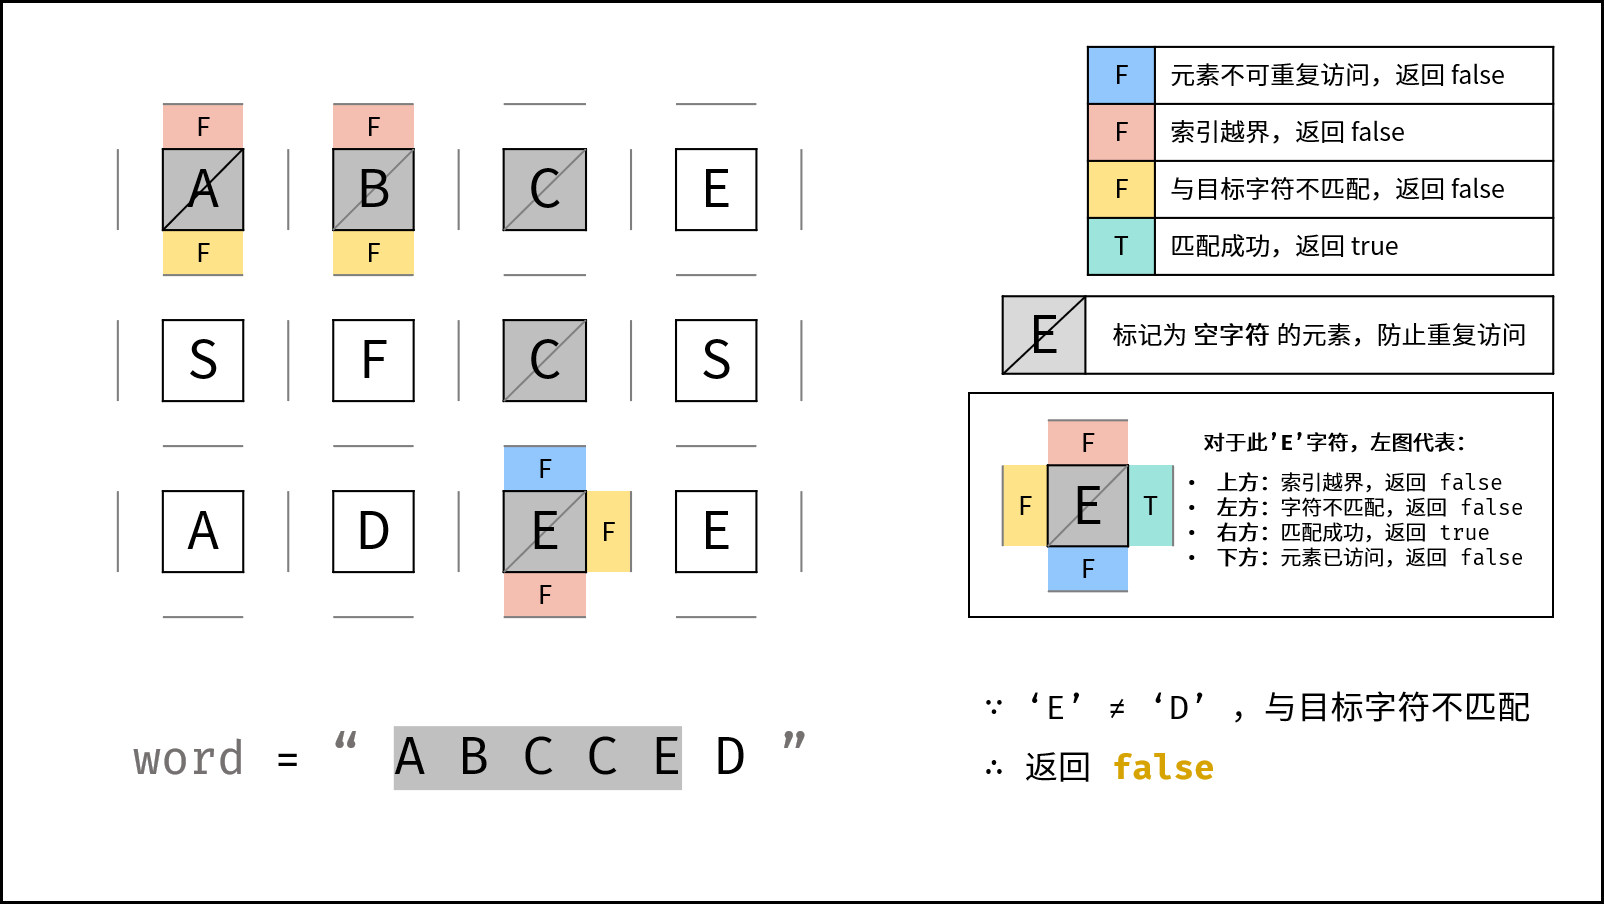 F F
A B C E
F F
S F C S
F
A D E F E
F
word = “ A B C C E D ”
F 元素不可重复访问，返回 false
F 索引越界，返回 false
F 与目标字符不匹配，返回 false
T 匹配成功，返回 true
E 标记为 空字符 的元素，防止重复访问
F
F E T
F
对于此’E’字符，左图代表：
• 上方：索引越界，返回 false
• 左方：字符不匹配，返回 false
• 右方：匹配成功，返回 true
• 下方：元素已访问，返回 false
∵ ‘E’ ≠ ‘D’ ，与目标字符不匹配
∴ 返回 false